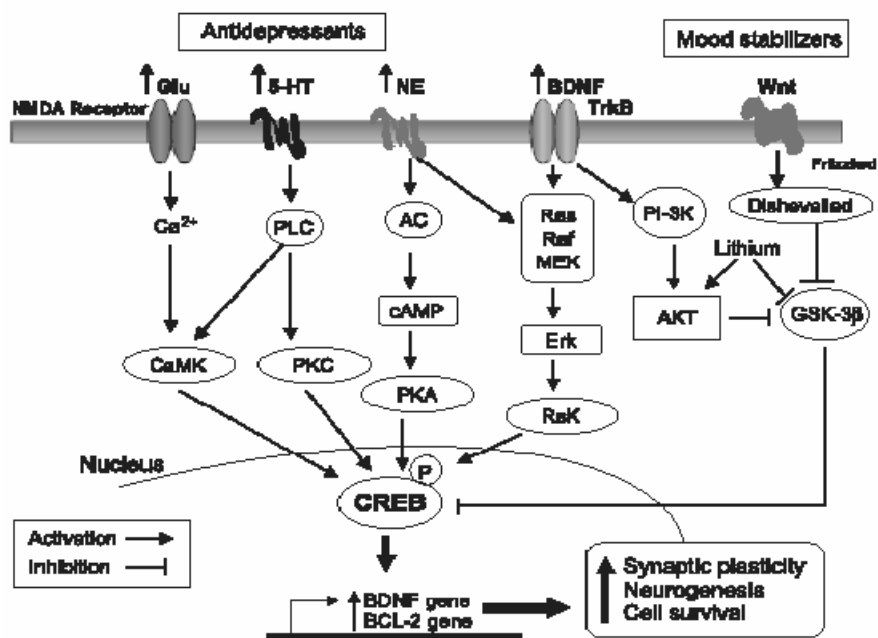 Antidepressants
Mood stabilizers
Glu
5-HT
NE
BDNF
Wnt
NMDA Receptor
TrkB
Frizzled
Ca2+
PLC
AC
Ras
Raf
MEK
PI-3K
Dishevelled
Lithium
cAMP
AKT
GSK-3β
Erk
CaMK
PKC
PKA
RsK
Nucleus
P
CREB
Activation
Inhibition
BDNF gene
BCL-2 gene
Synaptic plasticity
Neurogenesis
Cell survival